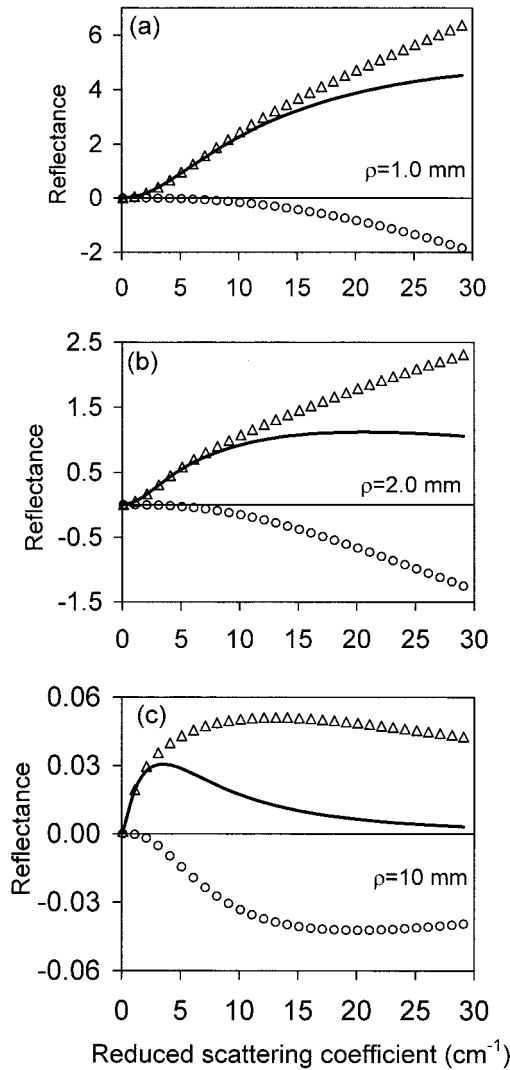 (a)
Reflectance
6
4
2
0
-2
ρ=1.0 mm
0 5 10 15 20 25 30
(b)
Reflectance
2.5
1.5
0.5
-0.5
-1.5
ρ=2.0 mm
0 5 10 15 20 25 30
(c)
Reflectance
0.06
0.03
0.00
-0.03
-0.06
ρ=10 mm
0 5 10 15 20 25 30
Reduced scattering coefficient (cm⁻¹)